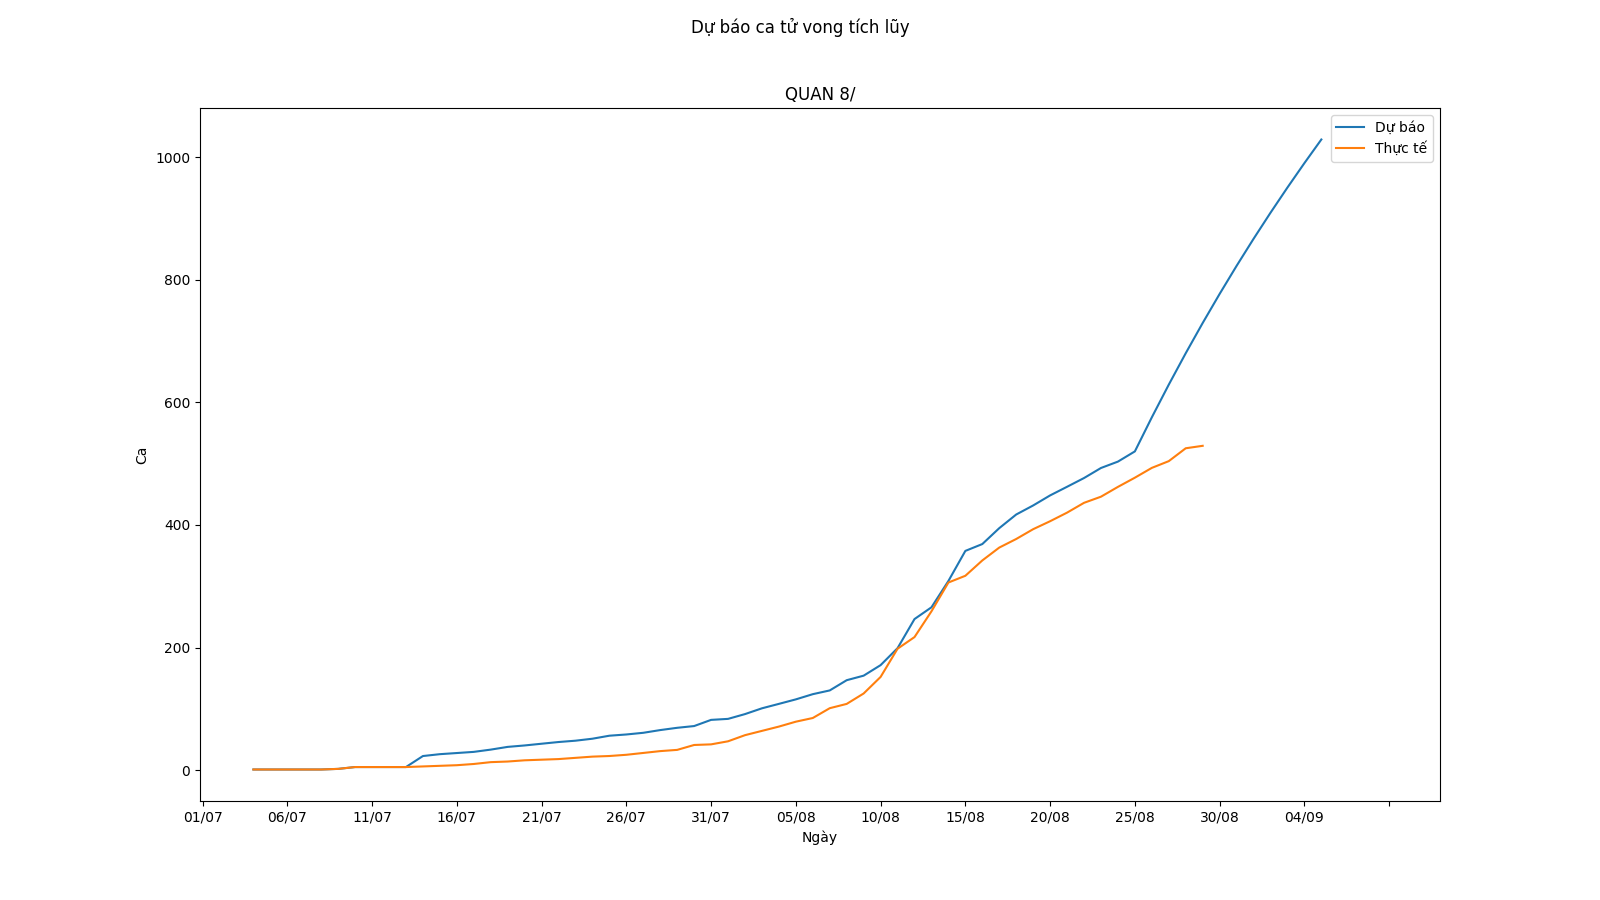 Dự báo ca tử vong tích lũy
QUAN 8/
Dự báo
Thực tế
1000
800
600
400
200
0
Ca
01/07 06/07 11/07 16/07 21/07 26/07 31/07 05/08 10/08 15/08 20/08 25/08 30/08 04/09
Ngày